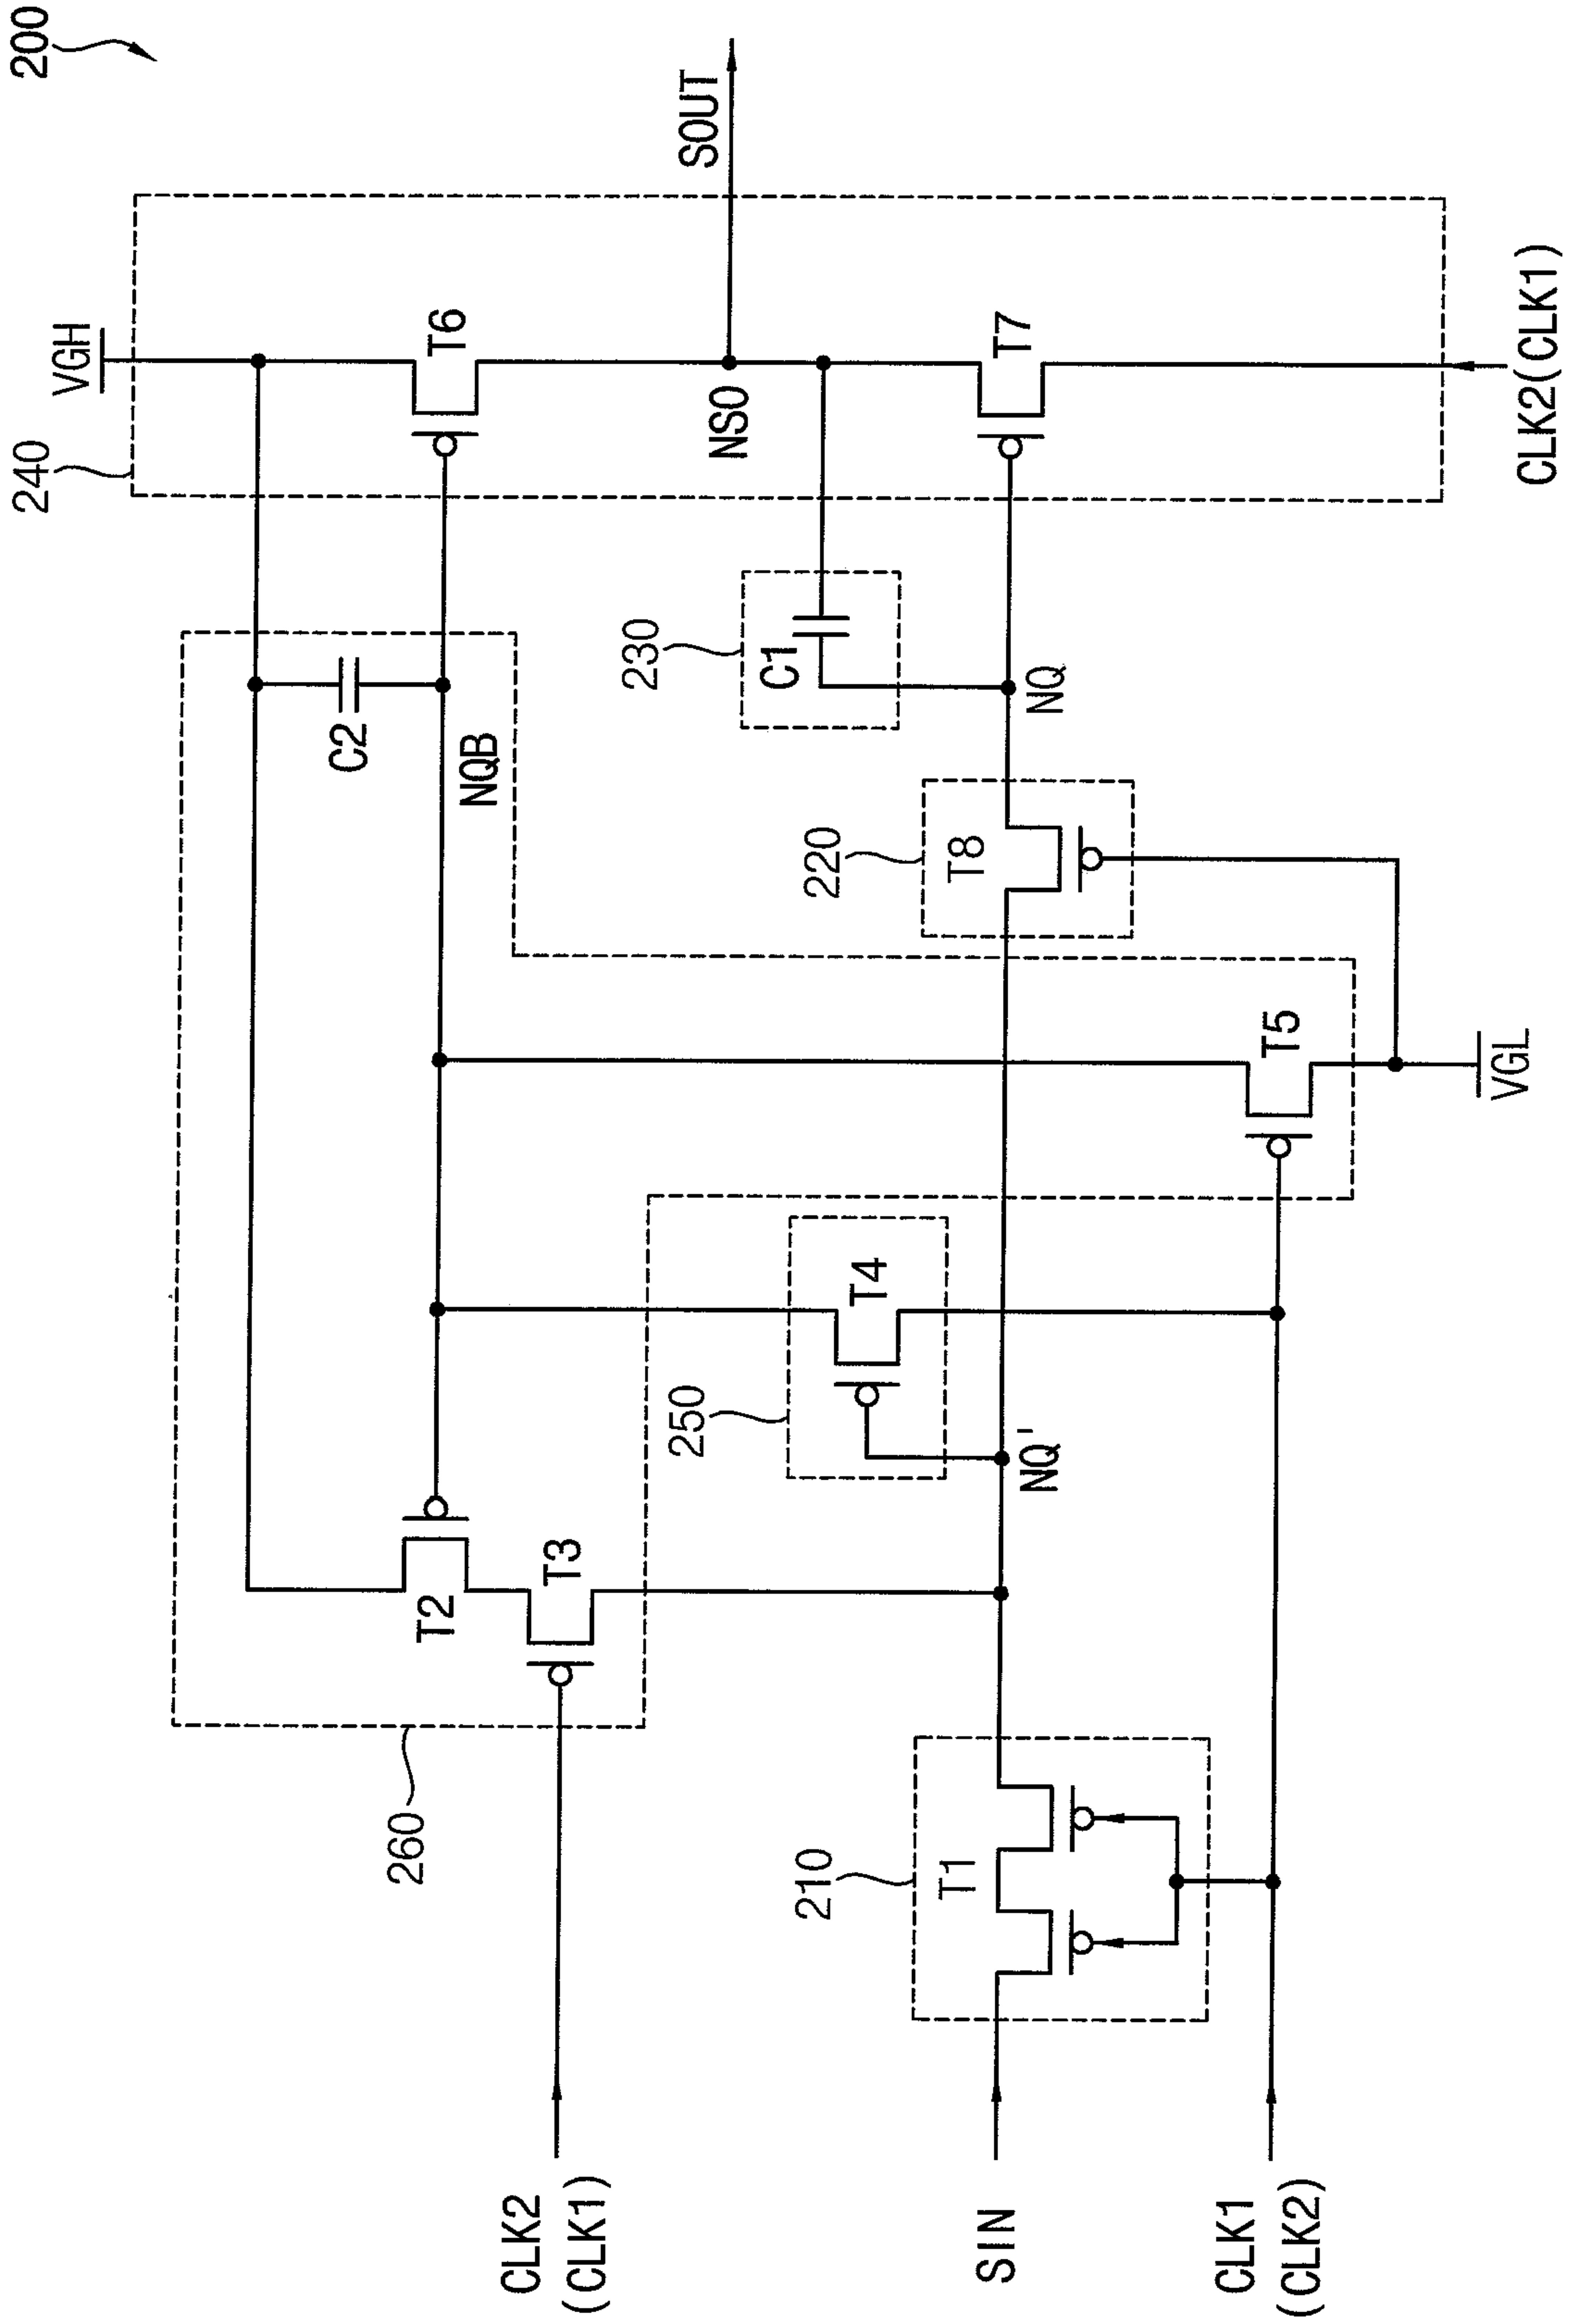 200
VGH
240
T6
SOUT
NSO
T7
CLK2(CLK1)
C2
NQB
230
C1
NQ
220
T8
T5
VGL
250
T4
NQ'
T2
T3
260
210
T1
CLK2
(CLK1)
SIN
CLK1
(CLK2)